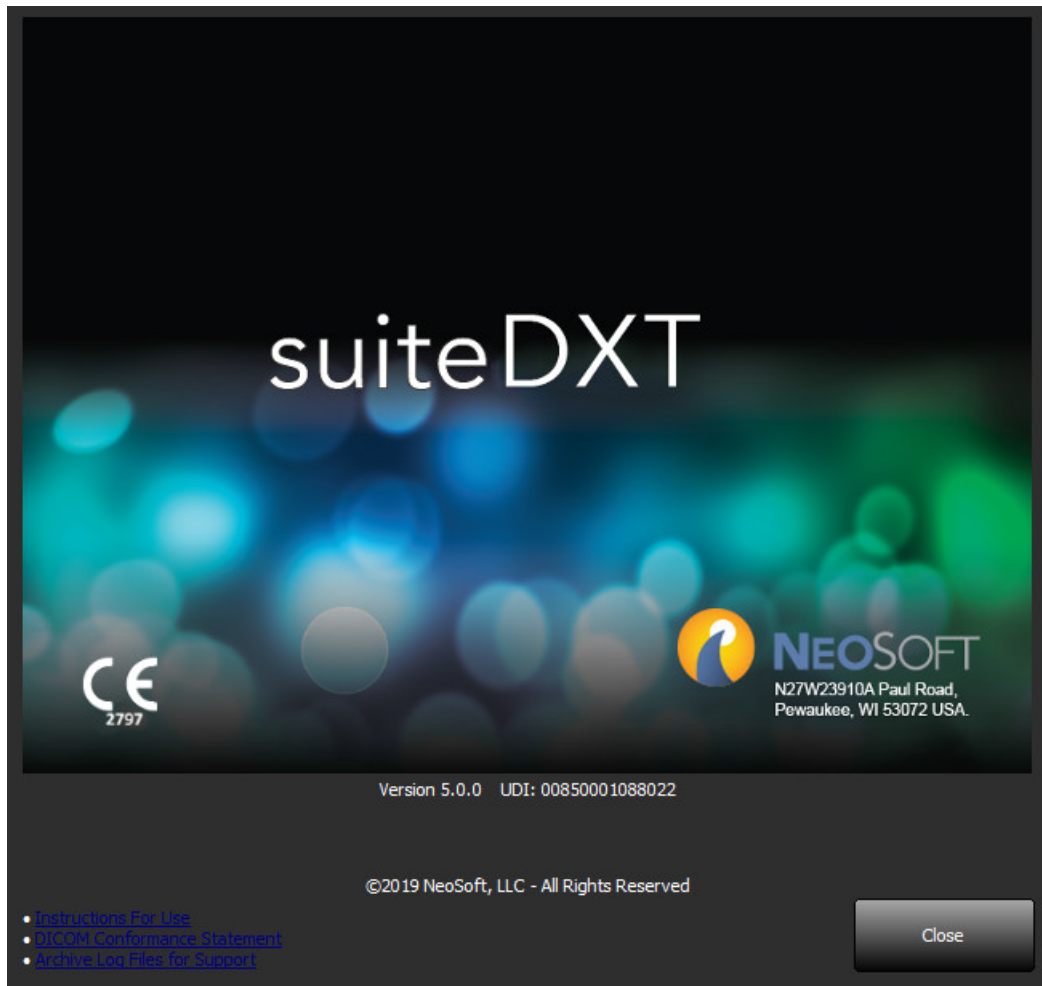 suiteDXT
CE
2797
NEOSOFT
N27W23910A Paul Road,
Pewaukee, WI 53072 USA.
Version 5.0.0 UDI: 00850001088022
©2019 NeoSoft, LLC - All Rights Reserved
• Instructions For Use
• DICOM Conformance Statement
• Archive Log Files for Support
Close